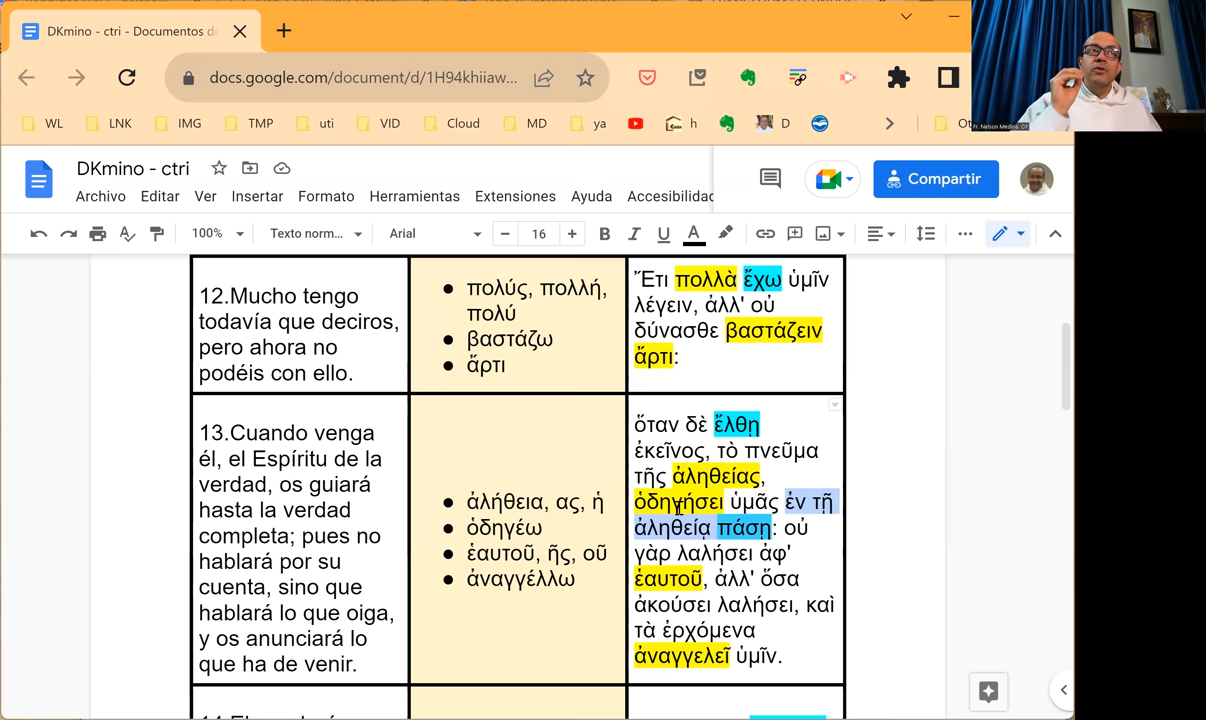 DKmino - ctri - Documentos d
docs.google.com/document/d/1H94khiiaw...
WL LNK IMG TMP uti VID Cloud MD ya h D
Fr. Nelson Medina, OP
DKmino - ctri
Compartir
Archivo Editar Ver Insertar Formato Herramientas Extensiones Ayuda Accesibilidad
100% Texto norm... Arial 16
12.Mucho tengo
todavía que deciros,
pero ahora no
podéis con ello.
πολύς, πολλή,
πολύ
βαστάζω
ἄρτι
Ἔτι πολλὰ ἔχω ὑμῖν
λέγειν, ἀλλ' οὐ
δύνασθε βαστάζειν
ἄρτι:
13.Cuando venga
él, el Espíritu de la
verdad, os guiará
hasta la verdad
completa; pues no
hablará por su
cuenta, sino que
hablará lo que oiga,
y os anunciará lo
que ha de venir.
ἀλήθεια, ας, ἡ
ὁδηγέω
ἑαυτοῦ, ῆς, οῦ
ἀναγγέλλω
ὅταν δὲ ἔλθῃ
ἐκεῖνος, τὸ πνεῦμα
τῆς ἀληθείας,
ὁδηγήσει ὑμᾶς ἐν τῇ
ἀληθείᾳ πάσῃ: οὐ
γὰρ λαλήσει ἀφ'
ἑαυτοῦ, ἀλλ' ὅσα
ἀκούσει λαλήσει, καὶ
τὰ ἐρχόμενα
ἀναγγελεῖ ὑμῖν.